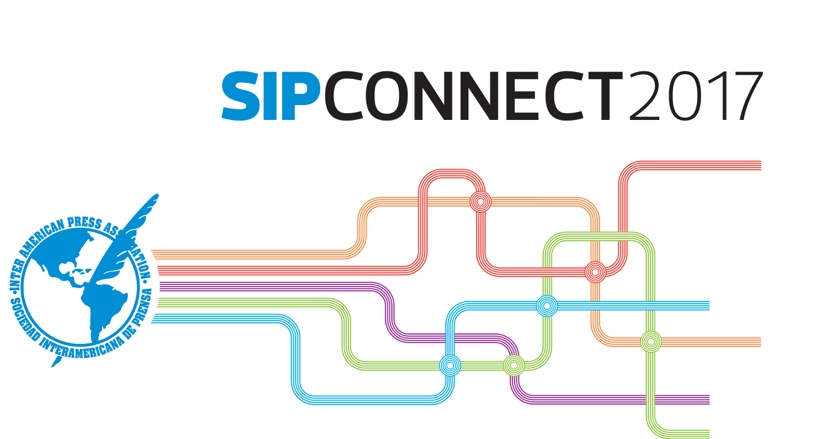 SIPCONNECT2017
INTER AMERICAN PRESS ASSOCIATION
SOCIEDAD INTERAMERICANA DE PRENSA